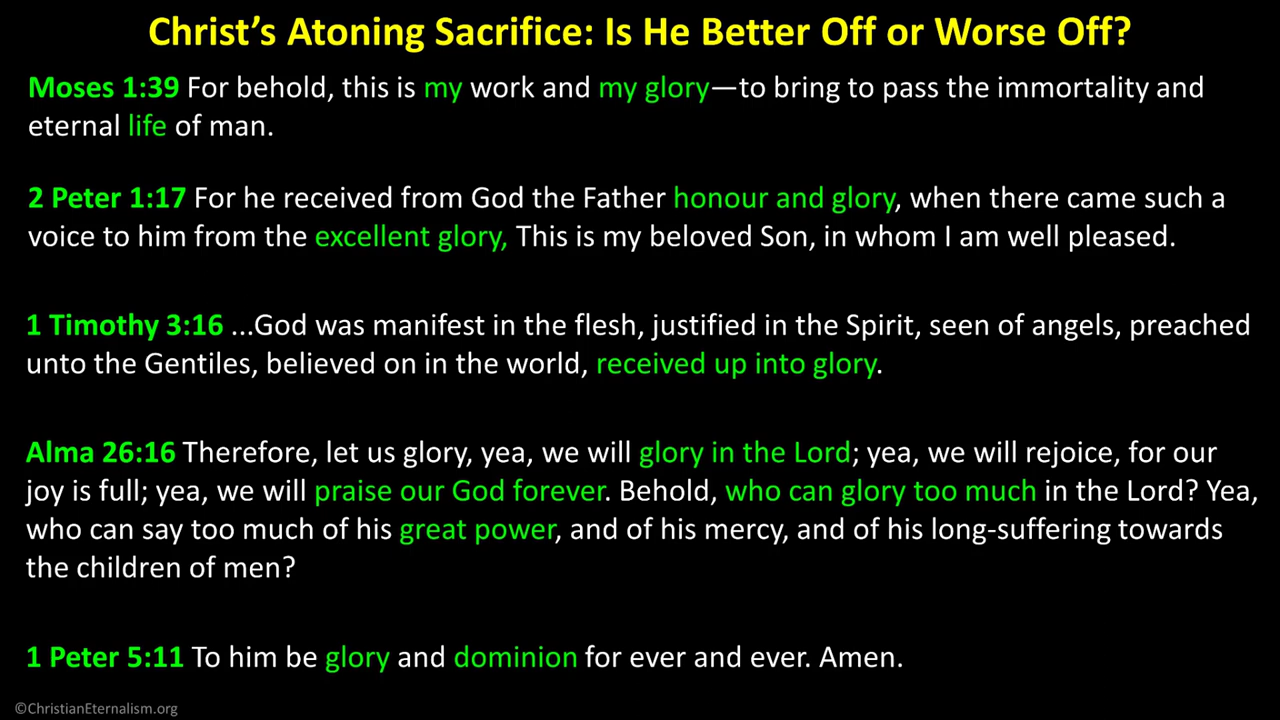 Christ’s Atoning Sacrifice: Is He Better Off or Worse Off?
Moses 1:39 For behold, this is my work and my glory—to bring to pass the immortality and
eternal life of man.
2 Peter 1:17 For he received from God the Father honour and glory, when there came such a
voice to him from the excellent glory, This is my beloved Son, in whom I am well pleased.
1 Timothy 3:16 ...God was manifest in the flesh, justified in the Spirit, seen of angels, preached
unto the Gentiles, believed on in the world, received up into glory.
Alma 26:16 Therefore, let us glory, yea, we will glory in the Lord; yea, we will rejoice, for our
joy is full; yea, we will praise our God forever. Behold, who can glory too much in the Lord? Yea,
who can say too much of his great power, and of his mercy, and of his long-suffering towards
the children of men?
1 Peter 5:11 To him be glory and dominion for ever and ever. Amen.
©ChristianEternalism.org